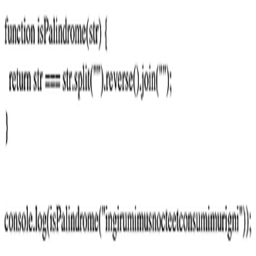 function isPalindrome(str) {
return str === str.split("").reverse().join("");
}
console.log(isPalindrome("ingirumimusnocteetconsumimurigni"));